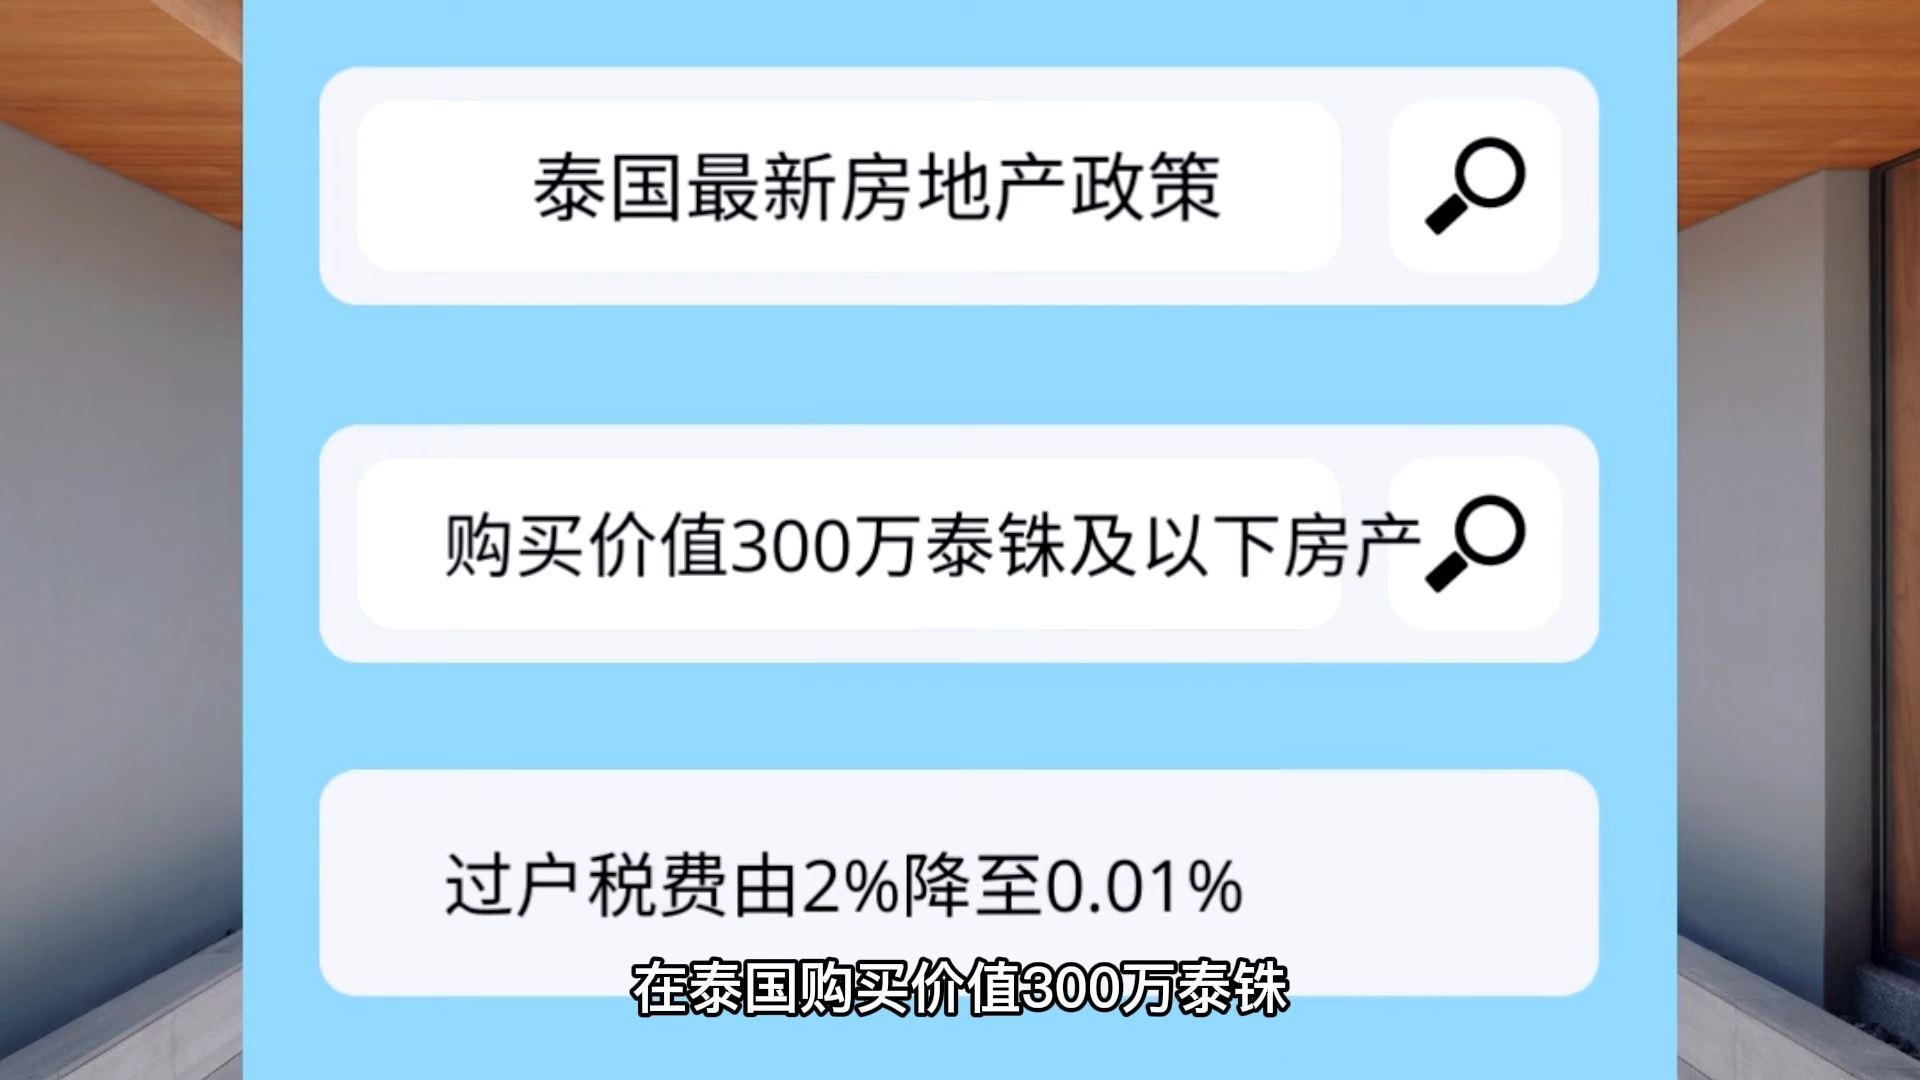 泰国最新房地产政策
购买价值300万泰铢及以下房产
过户税费由2%降至0.01%
在泰国购买价值300万泰铢